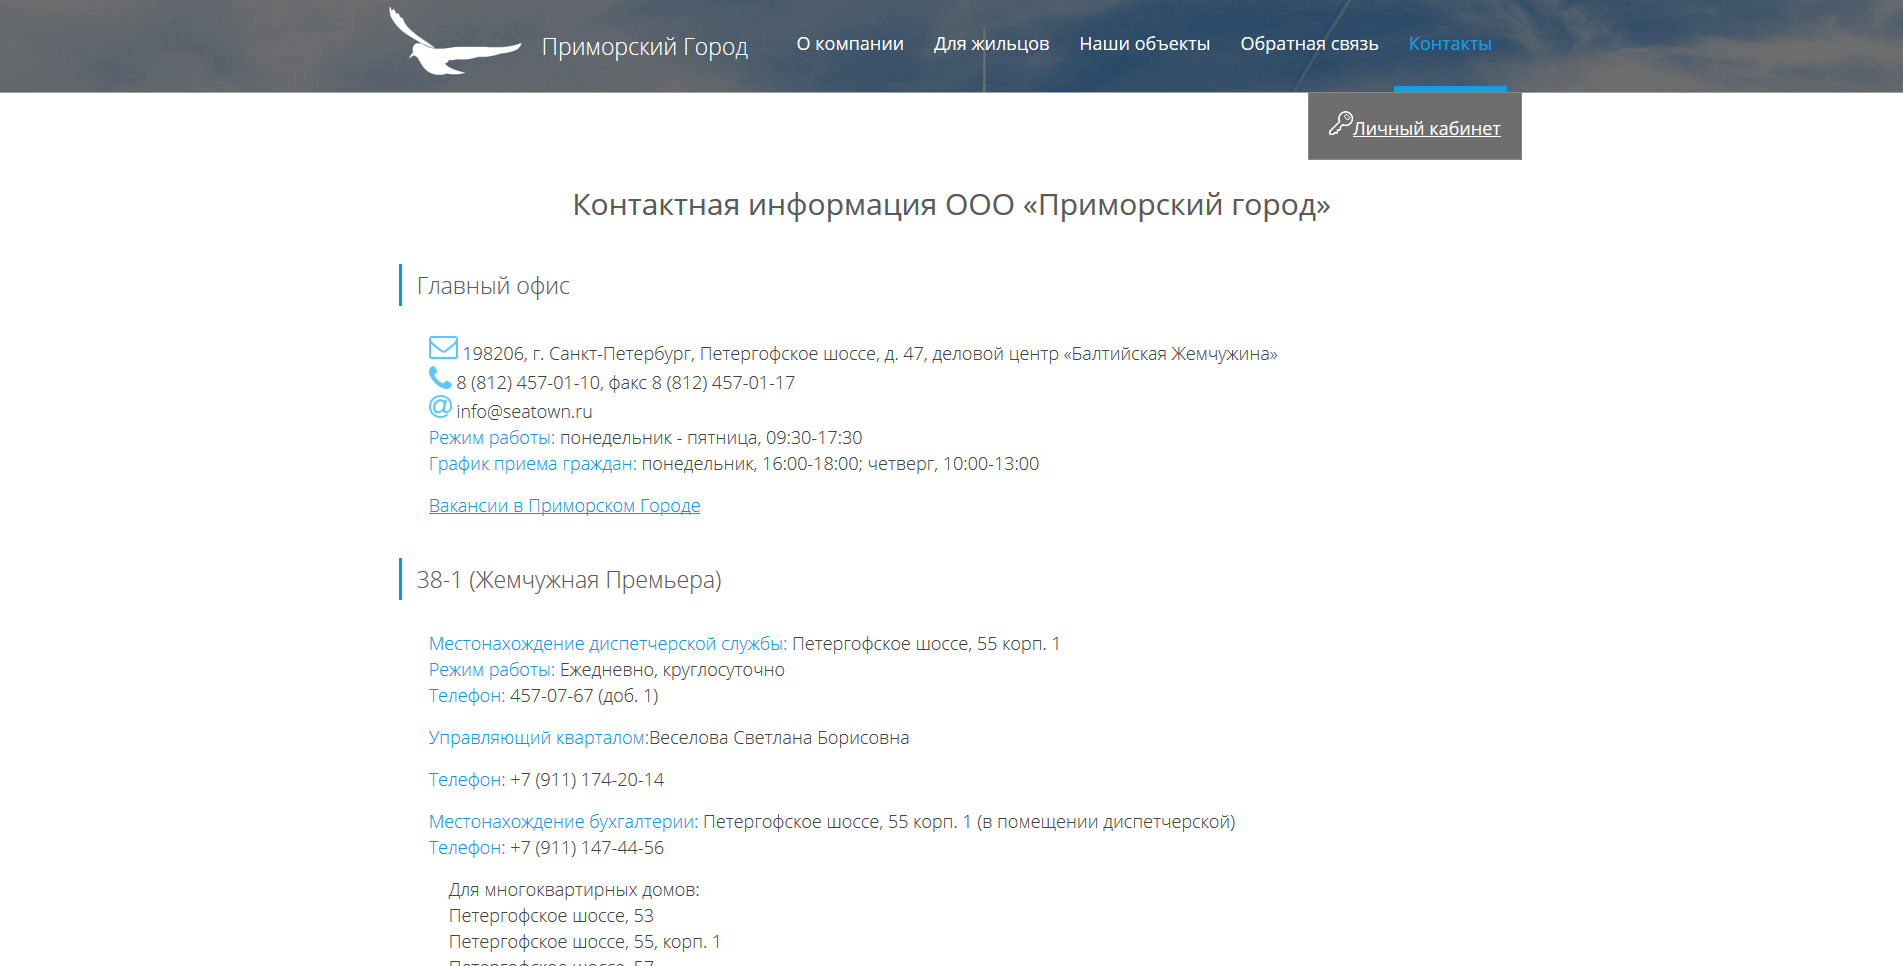 Приморский Город
О компании
Для жильцов
Наши объекты
Обратная связь
Контакты
Личный кабинет
Контактная информация ООО «Приморский город»
Главный офис
198206, г. Санкт-Петербург, Петергофское шоссе, д. 47, деловой центр «Балтийская Жемчужина»
8 (812) 457-01-10, факс 8 (812) 457-01-17
info@seatown.ru
Режим работы: понедельник - пятница, 09:30-17:30
График приема граждан: понедельник, 16:00-18:00; четверг, 10:00-13:00
Вакансии в Приморском Городе
38-1 (Жемчужная Премьера)
Местонахождение диспетчерской службы: Петергофское шоссе, 55 корп. 1
Режим работы: Ежедневно, круглосуточно
Телефон: 457-07-67 (доб. 1)
Управляющий кварталом:Веселова Светлана Борисовна
Телефон: +7 (911) 174-20-14
Местонахождение бухгалтерии: Петергофское шоссе, 55 корп. 1 (в помещении диспетчерской)
Телефон: +7 (911) 147-44-56
Для многоквартирных домов:
Петергофское шоссе, 53
Петергофское шоссе, 55, корп. 1
Петергофское шоссе, 57